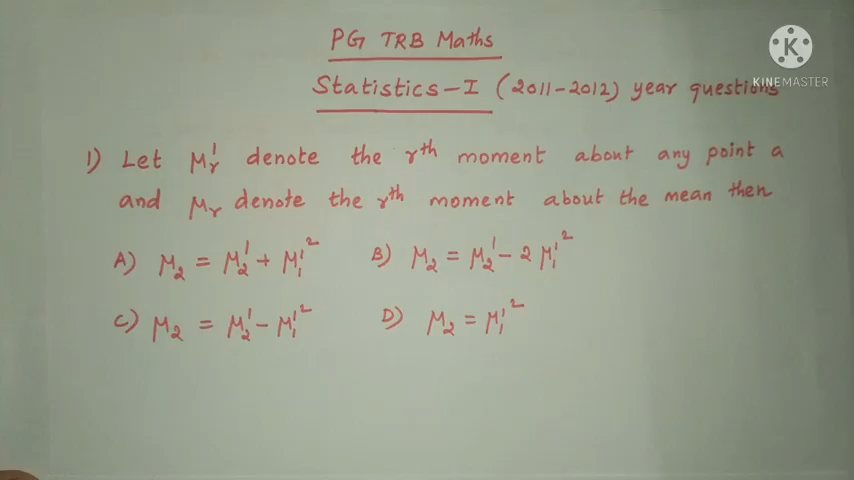 PG TRB Maths
K
KINEMASTER
Statistics-I (2011-2012) year questions
1) Let μ'ᵣ denote the rᵗʰ moment about any point a
and μᵣ denote the rᵗʰ moment about the mean then
A) μ₂ = μ₂' + μ₁'² B) μ₂ = μ₂' - 2 μ₁'²
C) μ₂ = μ₂' - μ₁'² D) μ₂ = μ₁'²